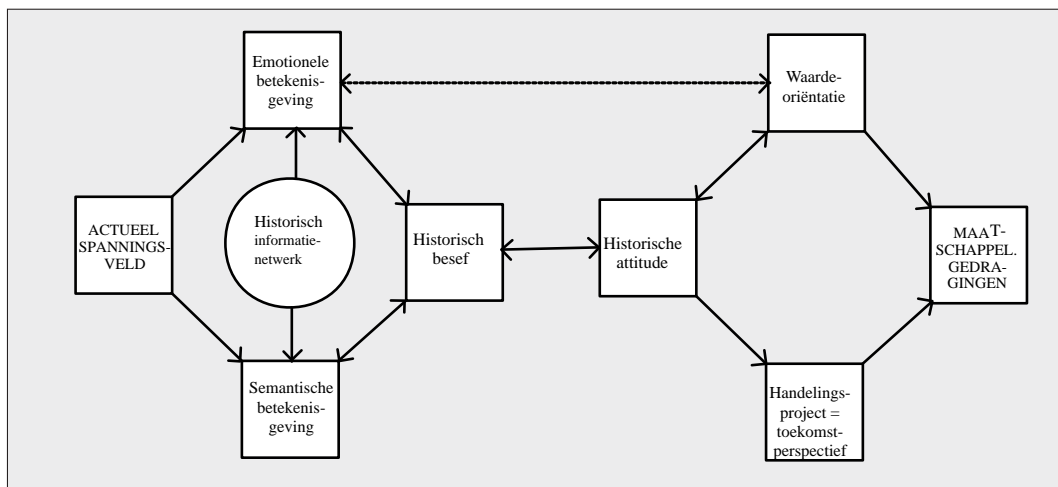 Emotionele
betekenis-
geving
Waarde-
oriëntatie
ACTUEEL
SPANNINGS-
VELD
Historisch
informatie-
netwerk
Historisch
besef
Historische
attitude
MAAT-
SCHAPPEL.
GEDRA-
GINGEN
Semantische
betekenis-
geving
Handelings-
project =
toekomst-
perspectief